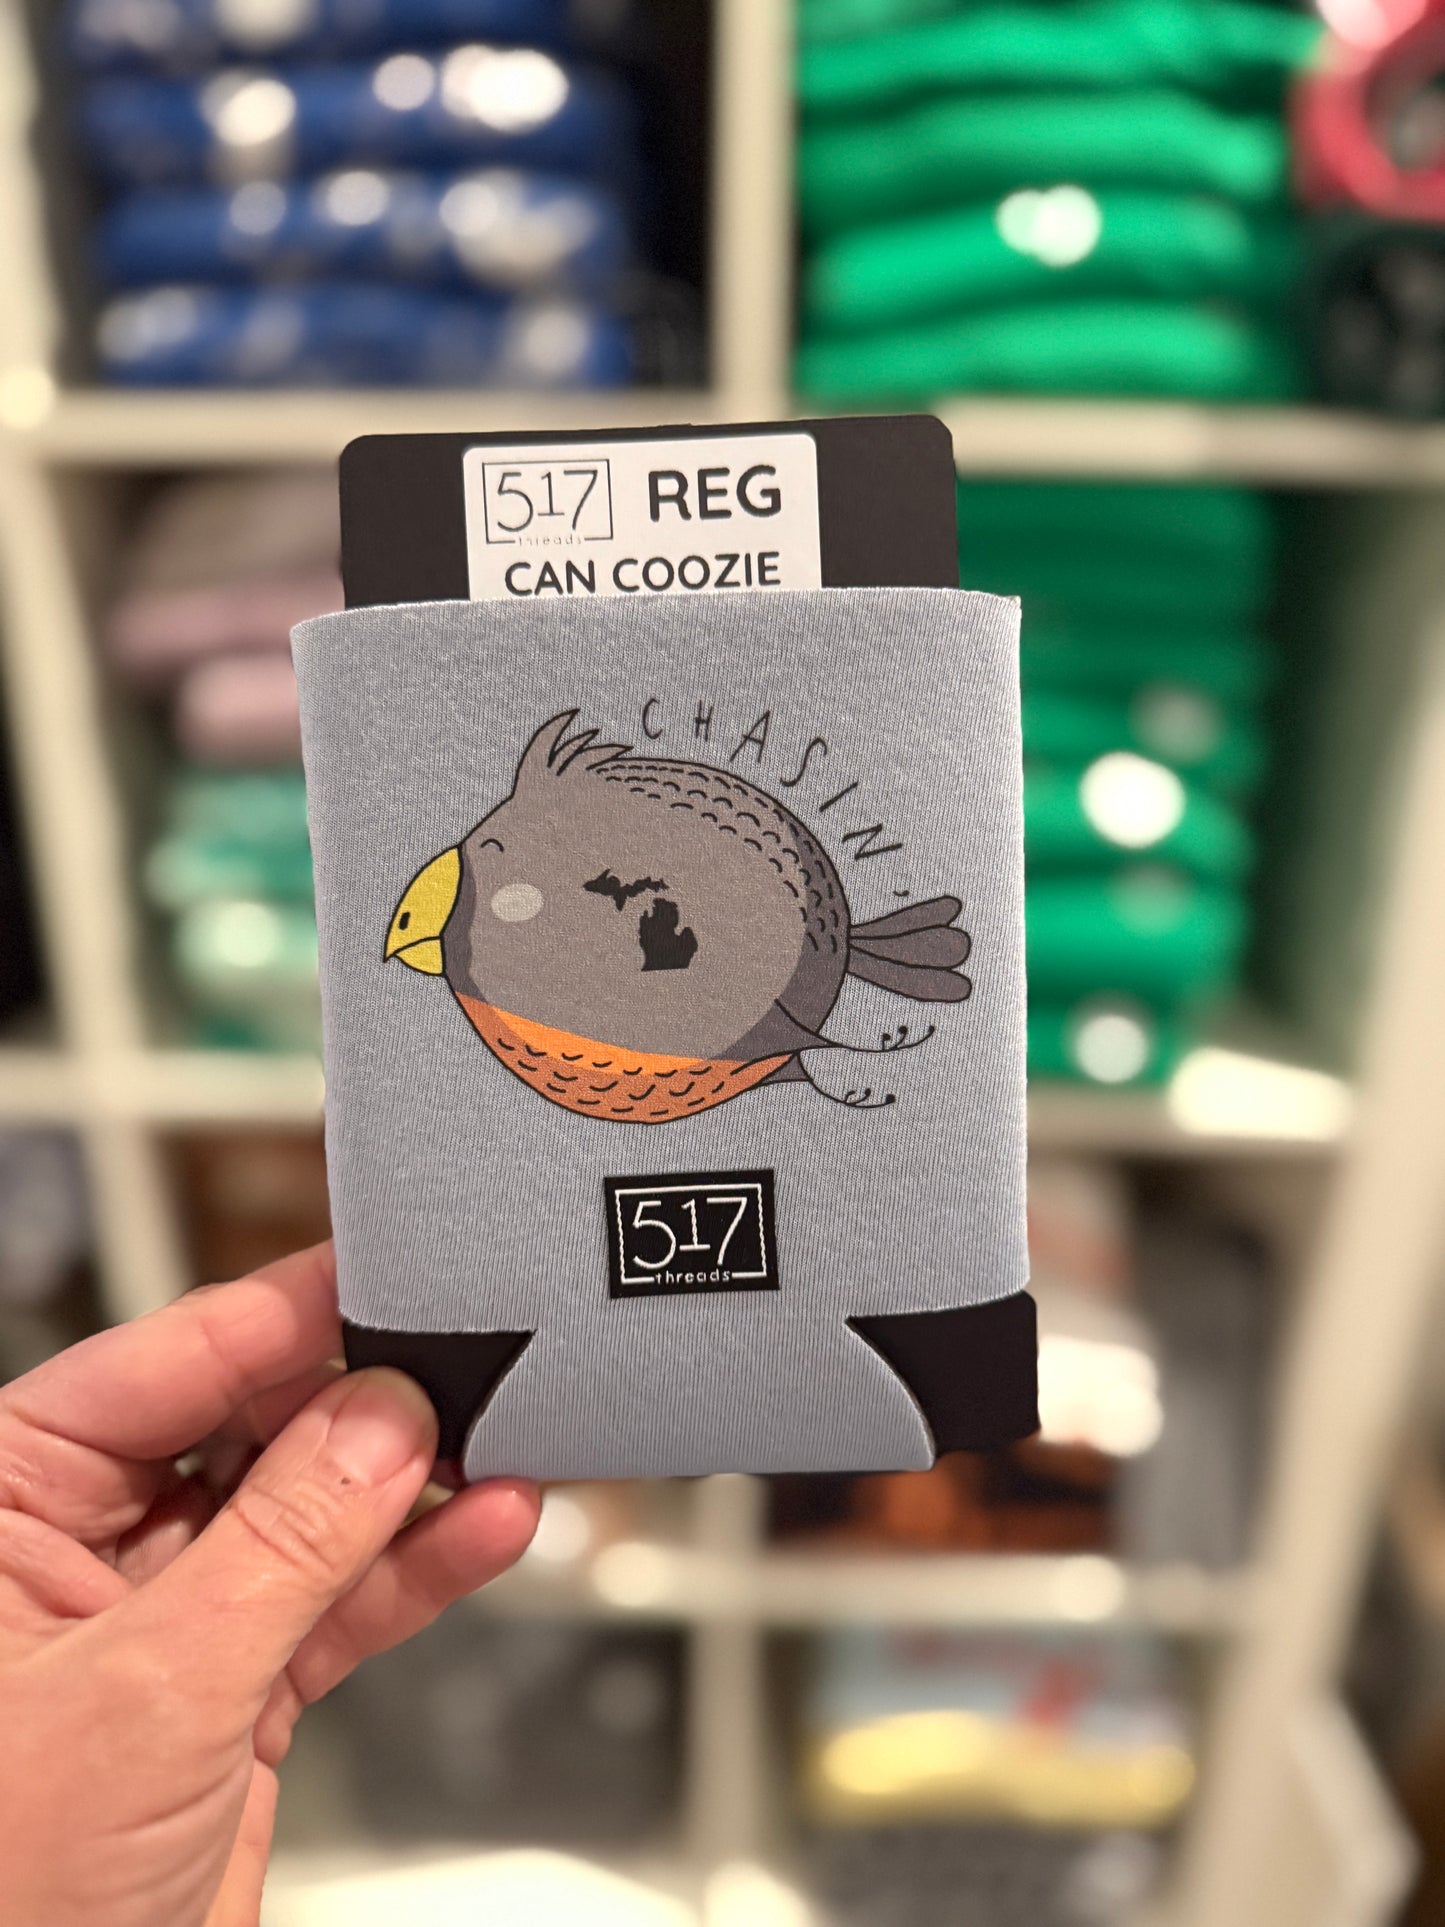 517 REG
threads
CAN COOZIE
CHASIN'
517
threads